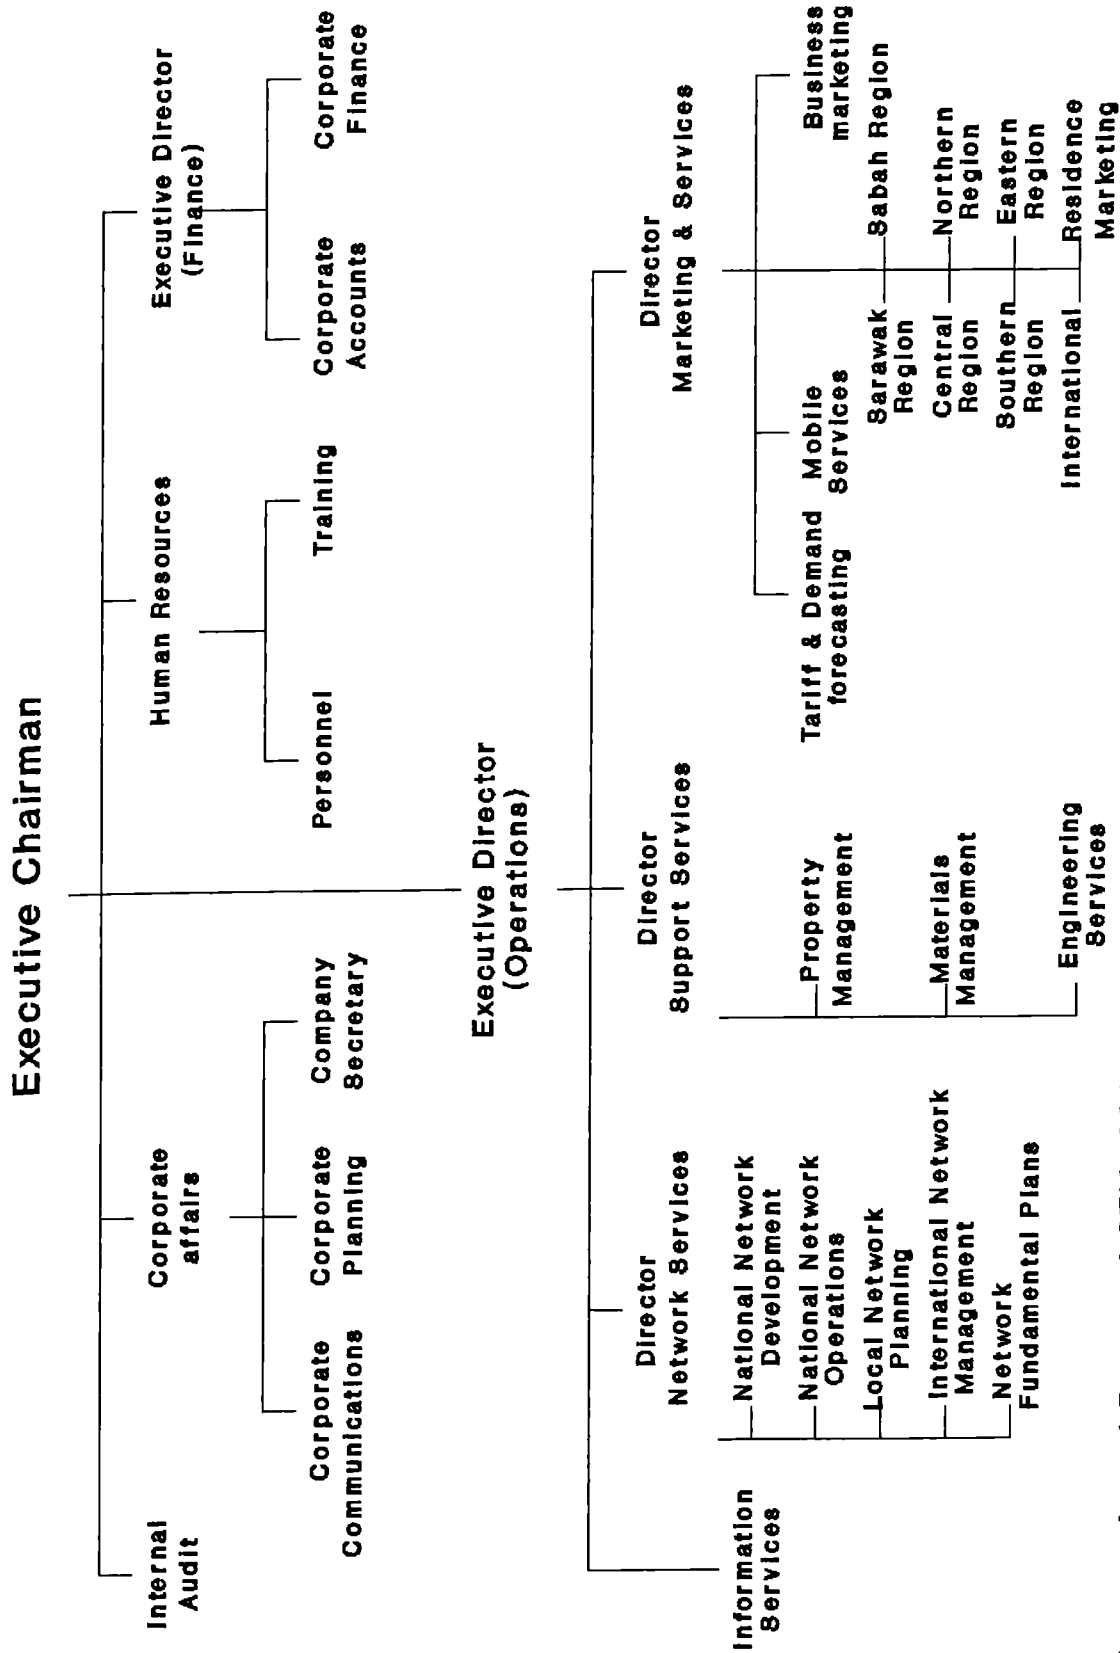 Executive Chairman
Internal
Audit
Corporate
affairs
Human Resources
Executive Director
(Finance)
Corporate
Communications
Corporate
Planning
Company
Secretary
Personnel
Training
Corporate
Accounts
Corporate
Finance
Executive Director
(Operations)
Information
Services
Director
Network Services
National Network
Development
National Network
Operations
Local Network
Planning
International Network
Management
Network
Fundamental Plans
Director
Support Services
Property
Management
Materials
Management
Engineering
Services
Director
Marketing & Services
Tariff & Demand
forecasting
Mobile
Services
Business
marketing
Sarawak
Region
Sabah Region
Central
Region
Northern
Region
Southern
Region
Eastern
Region
International
Residence
Marketing